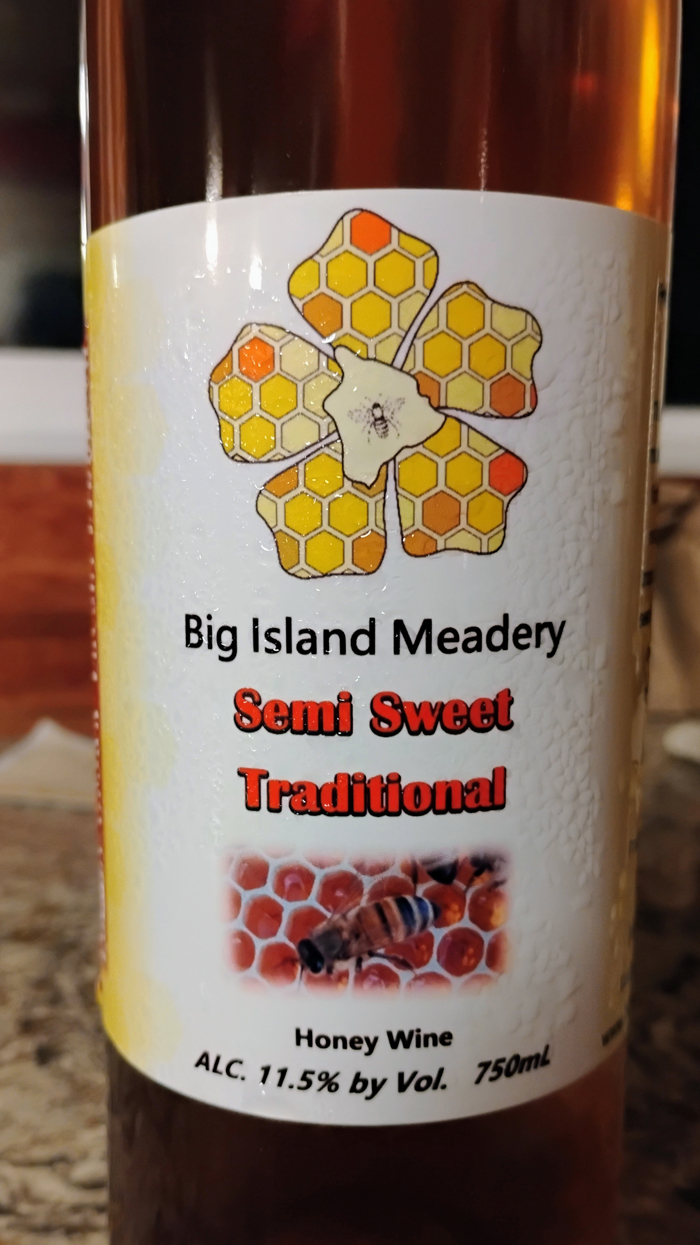 Big Island Meadery
Semi Sweet
Traditional
Honey Wine
ALC. 11.5% by Vol. 750mL